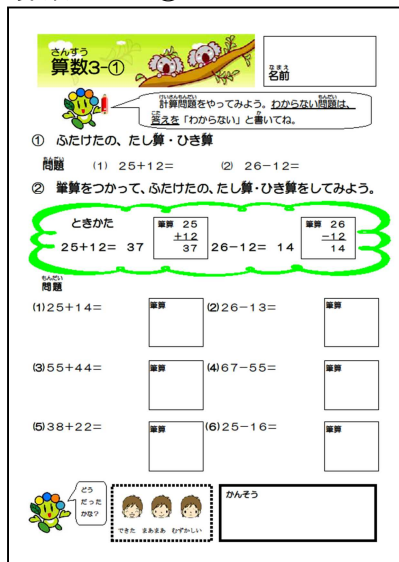 さんすう
算数3-①
なまえ
名前
けいさんもんだい もんだい
計算問題をやってみよう。わからない問題は、
こた か
答えを「わからない」と書いてね。
① ふたけたの、たし算・ひき算
もんだい
問題 (1) 25+12= (2) 26-12=
② 筆算をつかって、ふたけたの、たし算・ひき算をしてみよう。
ときかた
25+12= 37
筆算 25
+12
37
26-12= 14
筆算 26
-12
14
もんだい
問題
(1)25+14= 筆算 (2)26-13= 筆算
(3)55+44= 筆算 (4)67-55= 筆算
(5)38+22= 筆算 (6)25-16= 筆算
どう
だった
かな?
できた まあまあ むずかしい
かんそう